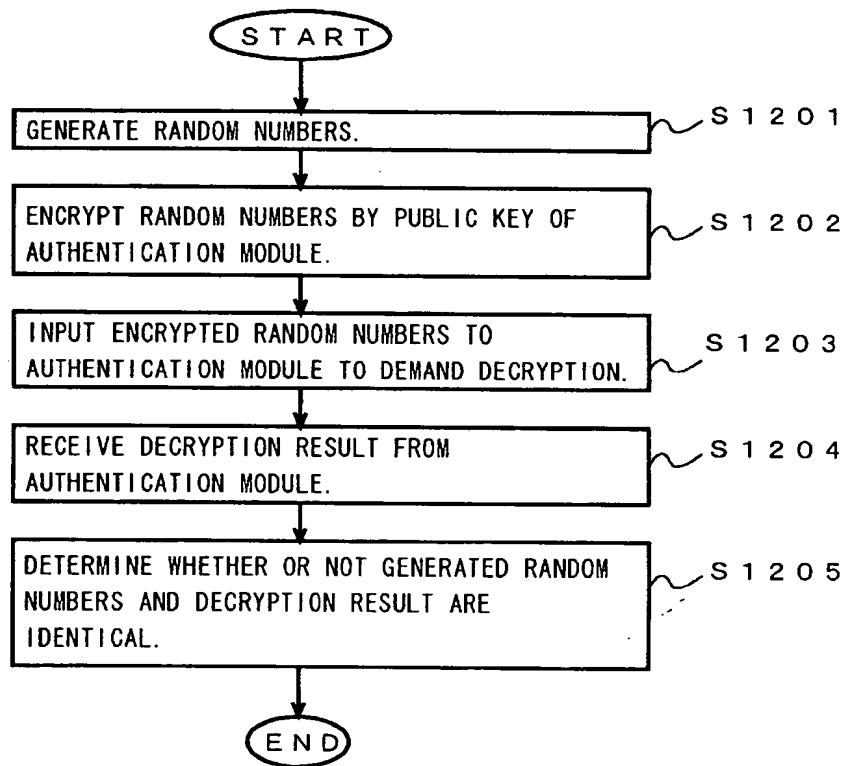 START
GENERATE RANDOM NUMBERS.
S1201
ENCRYPT RANDOM NUMBERS BY PUBLIC KEY OF
AUTHENTICATION MODULE.
S1202
INPUT ENCRYPTED RANDOM NUMBERS TO
AUTHENTICATION MODULE TO DEMAND DECRYPTION.
S1203
RECEIVE DECRYPTION RESULT FROM
AUTHENTICATION MODULE.
S1204
DETERMINE WHETHER OR NOT GENERATED RANDOM
NUMBERS AND DECRYPTION RESULT ARE
IDENTICAL.
S1205
END